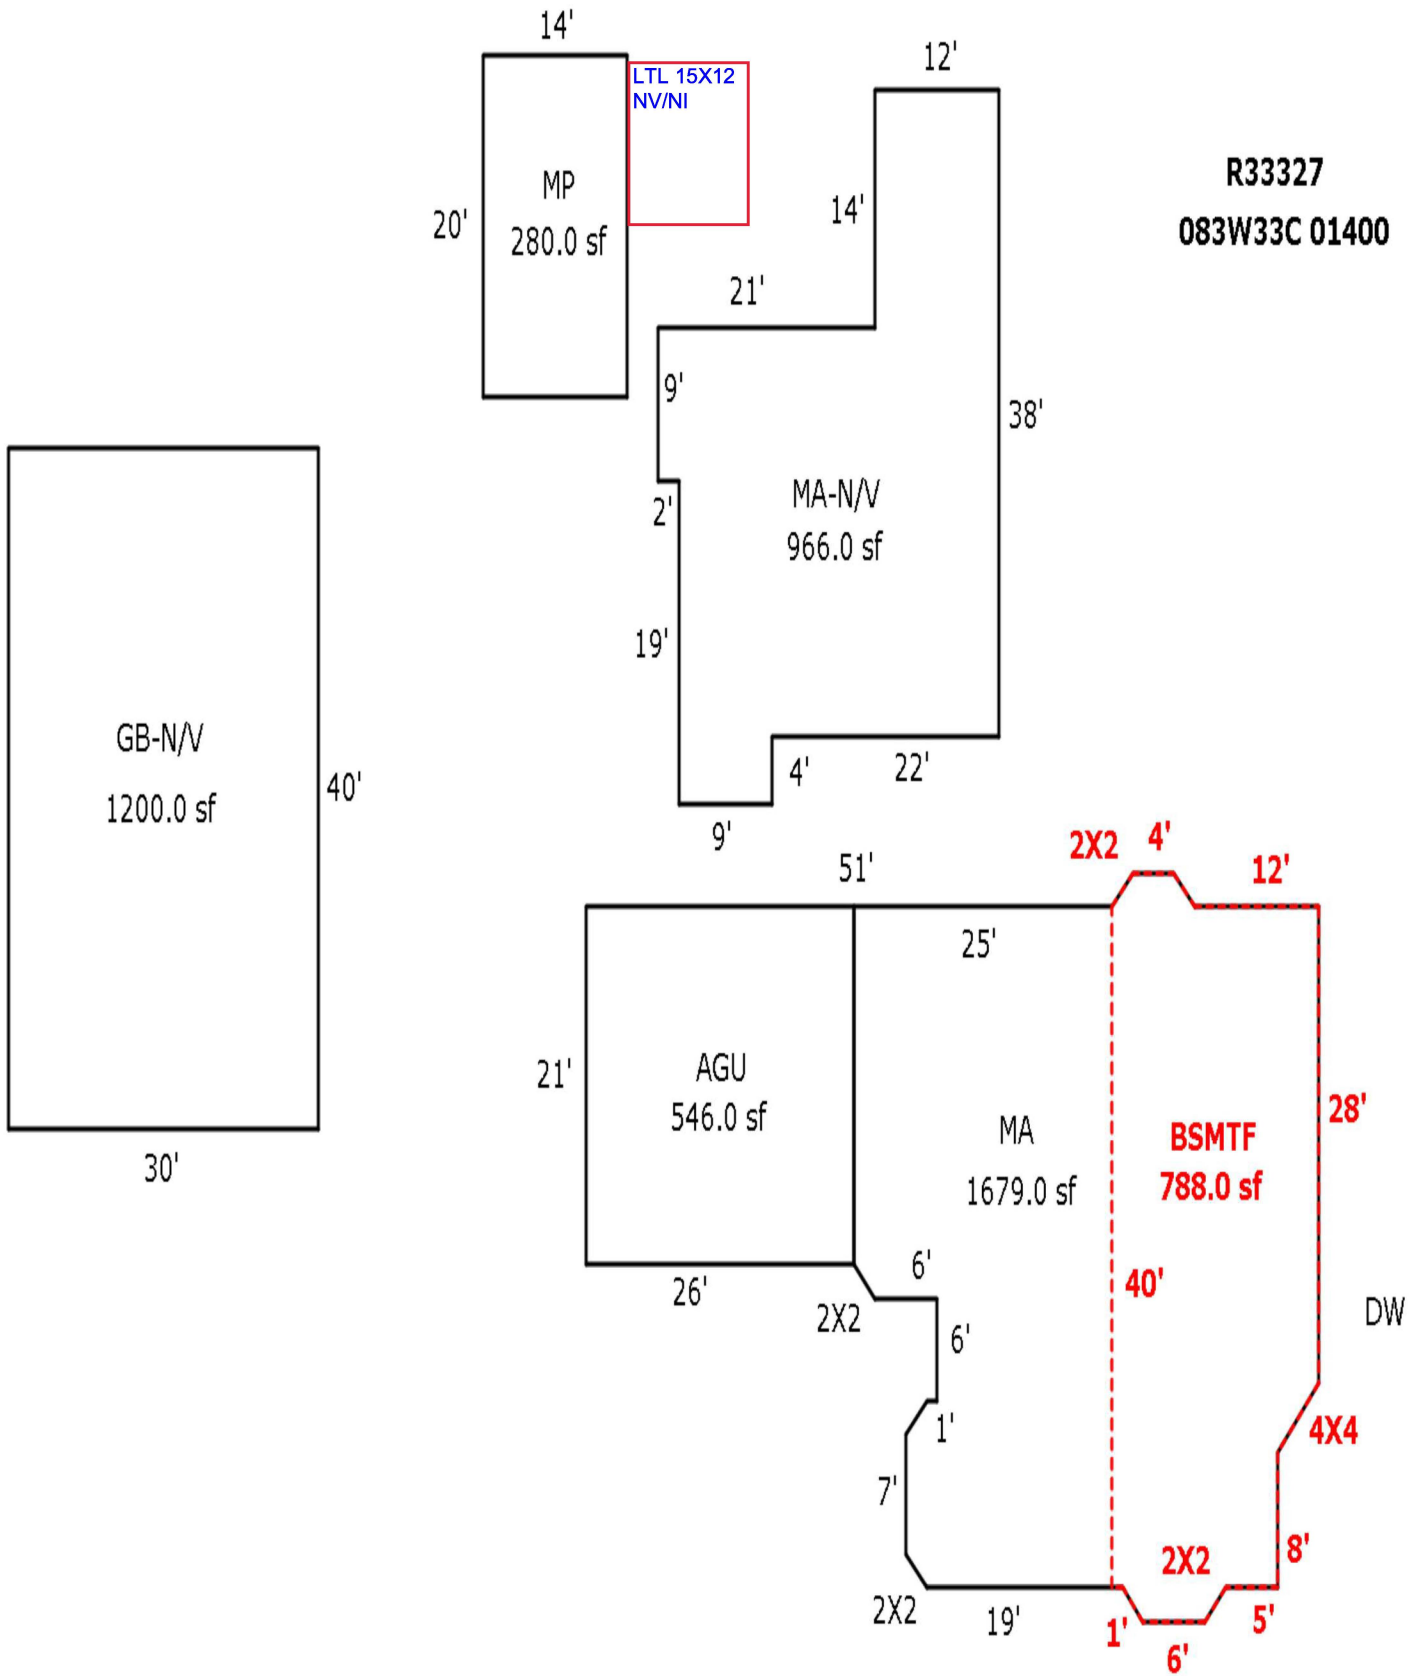 14'
LTL 15X12
NV/NI
12'
R33327
083W33C 01400
MP
280.0 sf
20'
14'
21'
9'
38'
2'
MA-N/V
966.0 sf
19'
GB-N/V
1200.0 sf
40'
30'
4'
22'
9'
51'
2X2
4'
12'
25'
21'
AGU
546.0 sf
MA
1679.0 sf
BSMTF
788.0 sf
28'
26'
2X2
6'
40'
DW
6'
1'
4X4
7'
2X2
8'
2X2
19'
1'
6'
5'